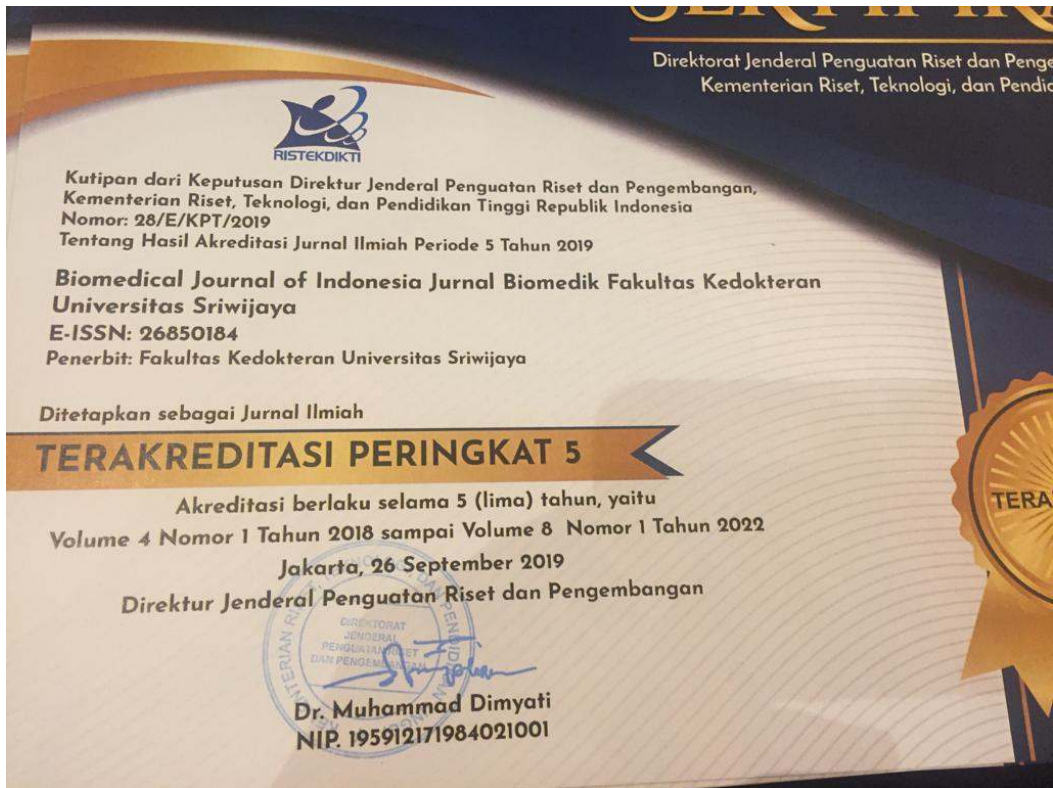 Direktorat Jenderal Penguatan Riset dan
Kementerian Riset, Teknologi, dan
RISTEKDIKTI
Kutipan dari Keputusan Direktur Jenderal Penguatan Riset dan Pengembangan,
Kementerian Riset, Teknologi, dan Pendidikan Tinggi Republik Indonesia
Nomor: 28/E/KPT/2019
Tentang Hasil Akreditasi Jurnal Ilmiah Periode 5 Tahun 2019
Biomedical Journal of Indonesia Jurnal Biomedik Fakultas Kedokteran
Universitas Sriwijaya
E-ISSN: 26850184
Penerbit: Fakultas Kedokteran Universitas Sriwijaya
Ditetapkan sebagai Jurnal Ilmiah
TERAKREDITASI PERINGKAT 5
Akreditasi berlaku selama 5 (lima) tahun, yaitu
Volume 4 Nomor 1 Tahun 2018 sampai Volume 8 Nomor 1 Tahun 2022
Jakarta, 26 September 2019
Direktur Jenderal Penguatan Riset dan Pengembangan
DIREKTORAT
JENDERAL
PENGUATAN RISET
DAN PENGEMBANGAN
Dr. Muhammad Dimyati
NIP. 195912171984021001